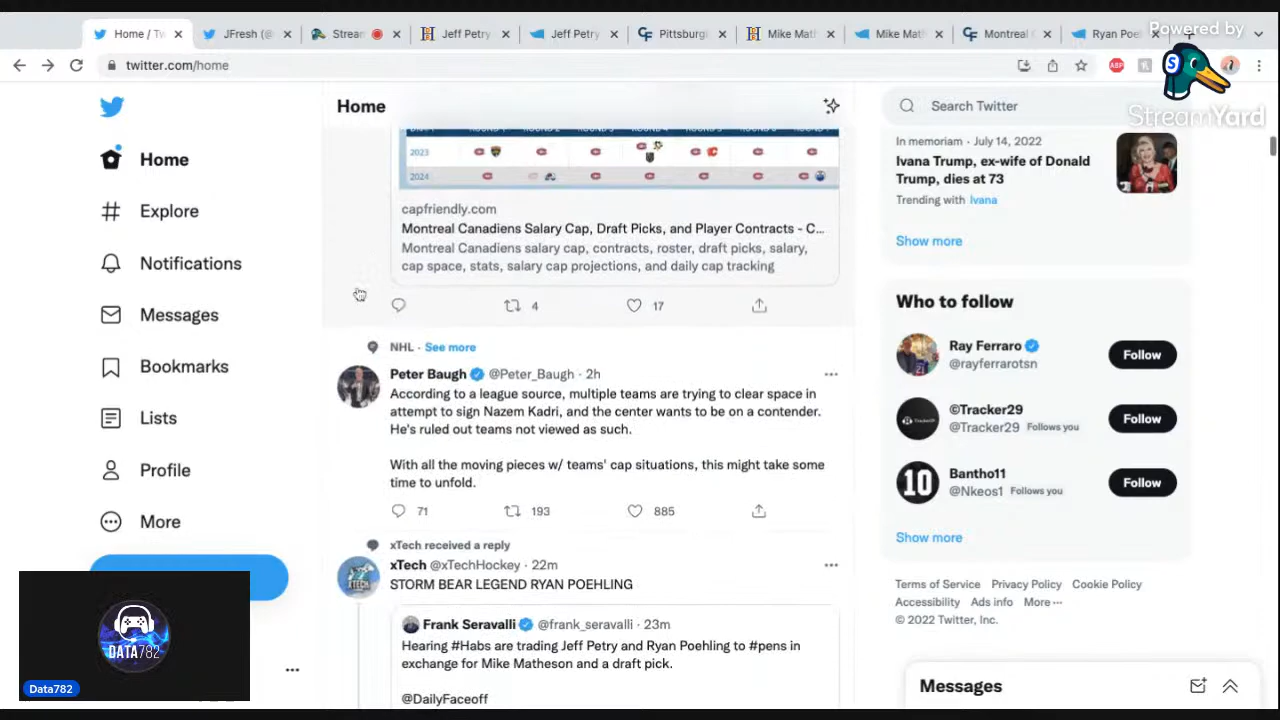 Home / Tw
JFresh (@
Stream
Jeff Petry
Jeff Petry
Pittsburg
Mike Mat
Mike Mat
Montreal
Ryan Poe
Powered by
twitter.com/home
ABP
StreamYard
Home
Explore
Notifications
Messages
Bookmarks
Lists
Profile
More
DATA782
Data782
Home
2023
2024
capfriendly.com
Montreal Canadiens Salary Cap, Draft Picks, and Player Contracts - C...
Montreal Canadiens salary cap, contracts, roster, draft picks, salary,
cap space, stats, salary cap projections, and daily cap tracking
4
17
NHL · See more
Peter Baugh @Peter_Baugh · 2h
According to a league source, multiple teams are trying to clear space in
attempt to sign Nazem Kadri, and the center wants to be on a contender.
He's ruled out teams not viewed as such.
With all the moving pieces w/ teams' cap situations, this might take some
time to unfold.
71
193
885
xTech received a reply
xTech @xTechHockey · 22m
STORM BEAR LEGEND RYAN POEHLING
Frank Seravalli @frank_seravalli · 23m
Hearing #Habs are trading Jeff Petry and Ryan Poehling to #pens in
exchange for Mike Matheson and a draft pick.
@DailyFaceoff
Search Twitter
In memoriam · July 14, 2022
Ivana Trump, ex-wife of Donald
Trump, dies at 73
Trending with Ivana
Show more
Who to follow
Ray Ferraro
@rayferrarotsn
Follow
©Tracker29
@Tracker29 Follows you
Follow
10
Bantho11
@Nkeos1 Follows you
Follow
Show more
Terms of Service Privacy Policy Cookie Policy
Accessibility Ads info More ···
© 2022 Twitter, Inc.
Messages